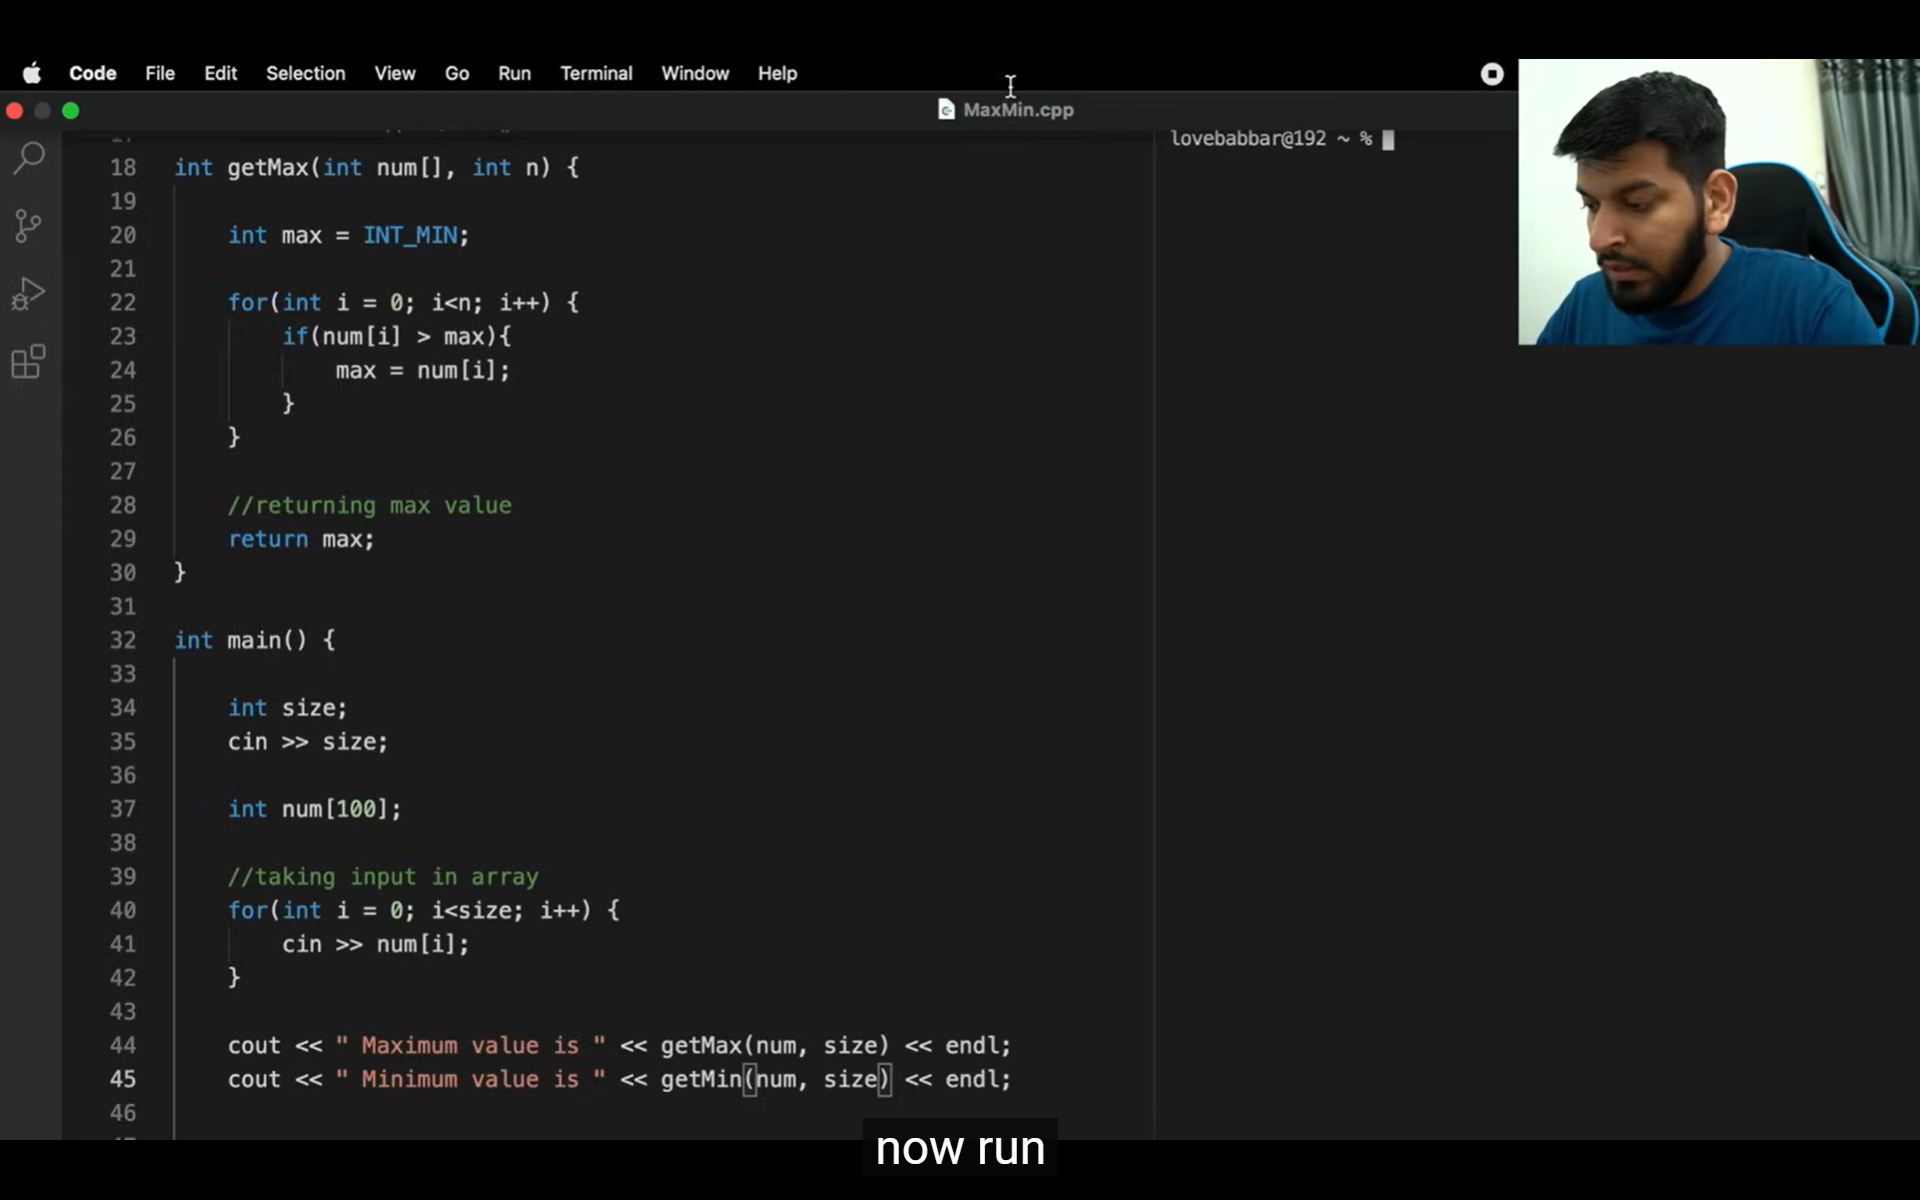 Code File Edit Selection View Go Run Terminal Window Help
MaxMin.cpp
lovebabbar@192 ~ %
18 int getMax(int num[], int n) {
19
20 int max = INT_MIN;
21
22 for(int i = 0; i<n; i++) {
23 if(num[i] > max){
24 max = num[i];
25 }
26 }
27
28 //returning max value
29 return max;
30 }
31
32 int main() {
33
34 int size;
35 cin >> size;
36
37 int num[100];
38
39 //taking input in array
40 for(int i = 0; i<size; i++) {
41 cin >> num[i];
42 }
43
44 cout << " Maximum value is " << getMax(num, size) << endl;
45 cout << " Minimum value is " << getMin(num, size) << endl;
46
now run